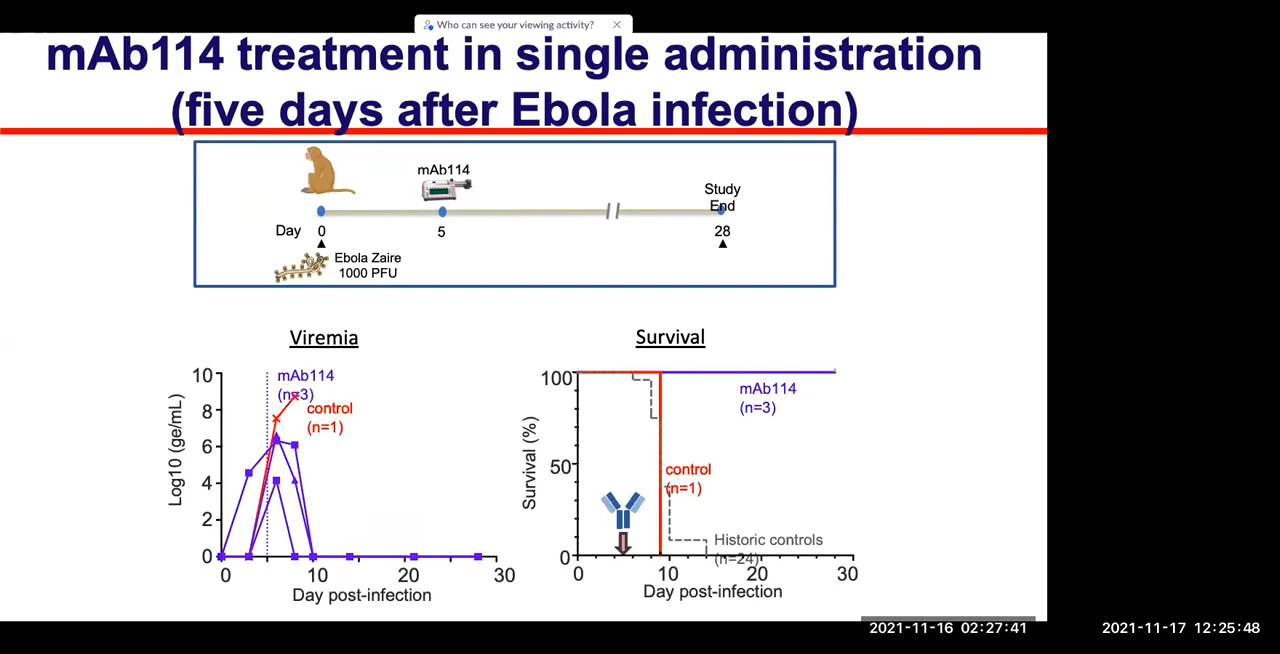 Who can see your viewing activity?
mAb114 treatment in single administration
(five days after Ebola infection)
mAb114
Study
End
Day 0 5 28
Ebola Zaire
1000 PFU
Viremia
Log10 (ge/mL)
10
8
6
4
2
0
mAb114
(n=3)
control
(n=1)
0 10 20 30
Day post-infection
Survival
Survival (%)
100
50
0
mAb114
(n=3)
control
(n=1)
Historic controls
(n=24)
0 10 20 30
Day post-infection
2021-11-16 02:27:41
2021-11-17 12:25:48